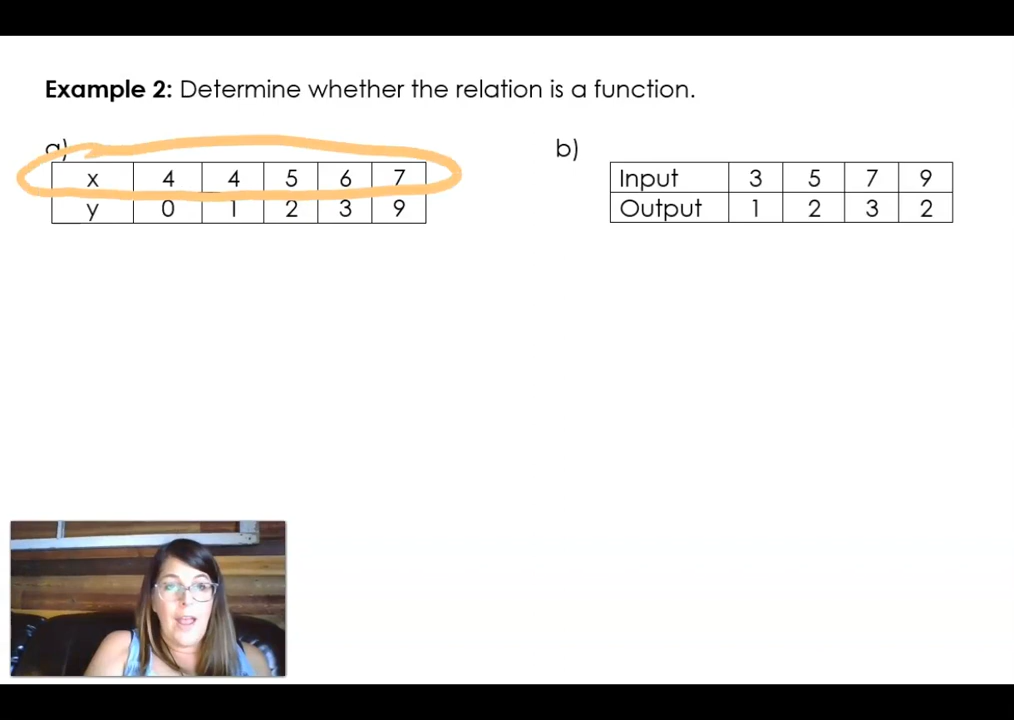 Example 2: Determine whether the relation is a function.
a)
x 4 4 5 6 7
y 0 1 2 3 9
b)
Input 3 5 7 9
Output 1 2 3 2